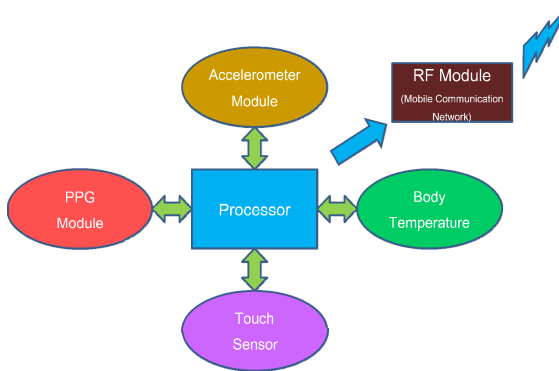 Accelerometer
Module
RF Module
(Mobile Communication
Network)
PPG
Module
Processor
Body
Temperature
Touch
Sensor